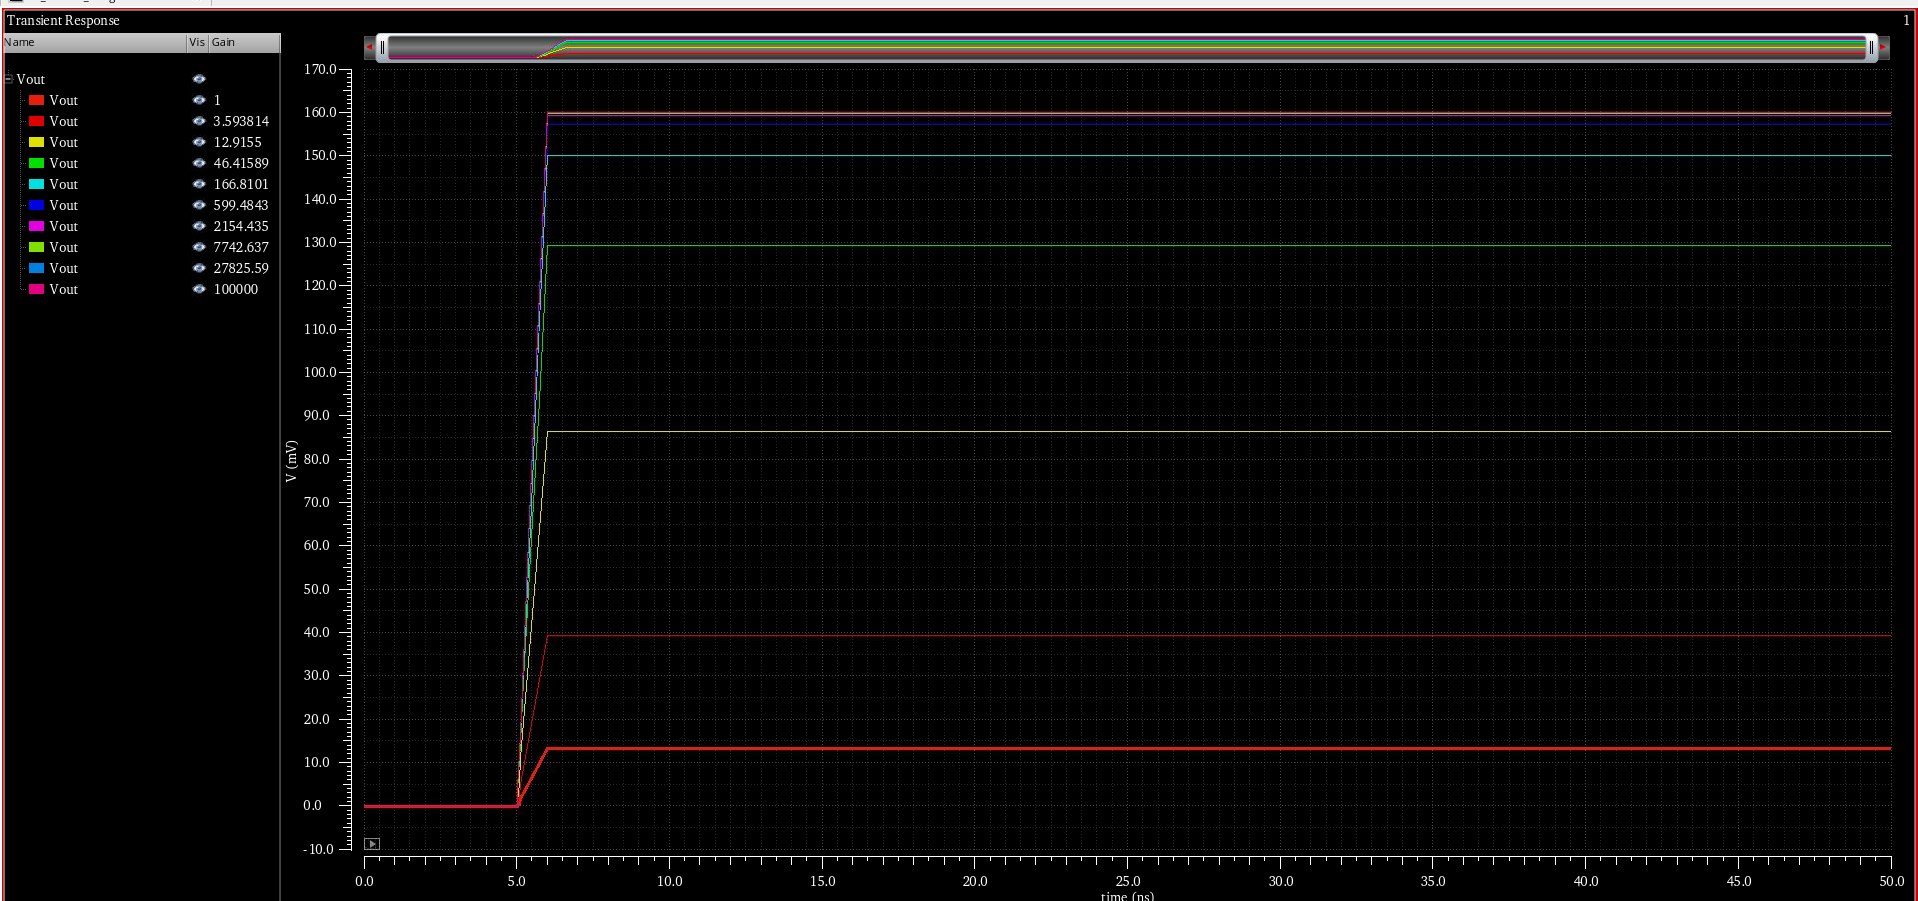 Transient Response 1
Name Vis Gain
Vout
Vout 1
Vout 3.593814
Vout 12.9155
Vout 46.41589
Vout 166.8101
Vout 599.4843
Vout 2154.435
Vout 7742.637
Vout 27825.59
Vout 100000
V (mV)
170.0
160.0
150.0
140.0
130.0
120.0
110.0
100.0
90.0
80.0
70.0
60.0
50.0
40.0
30.0
20.0
10.0
0.0
-10.0
0.0 5.0 10.0 15.0 20.0 25.0 30.0 35.0 40.0 45.0 50.0
time (ns)